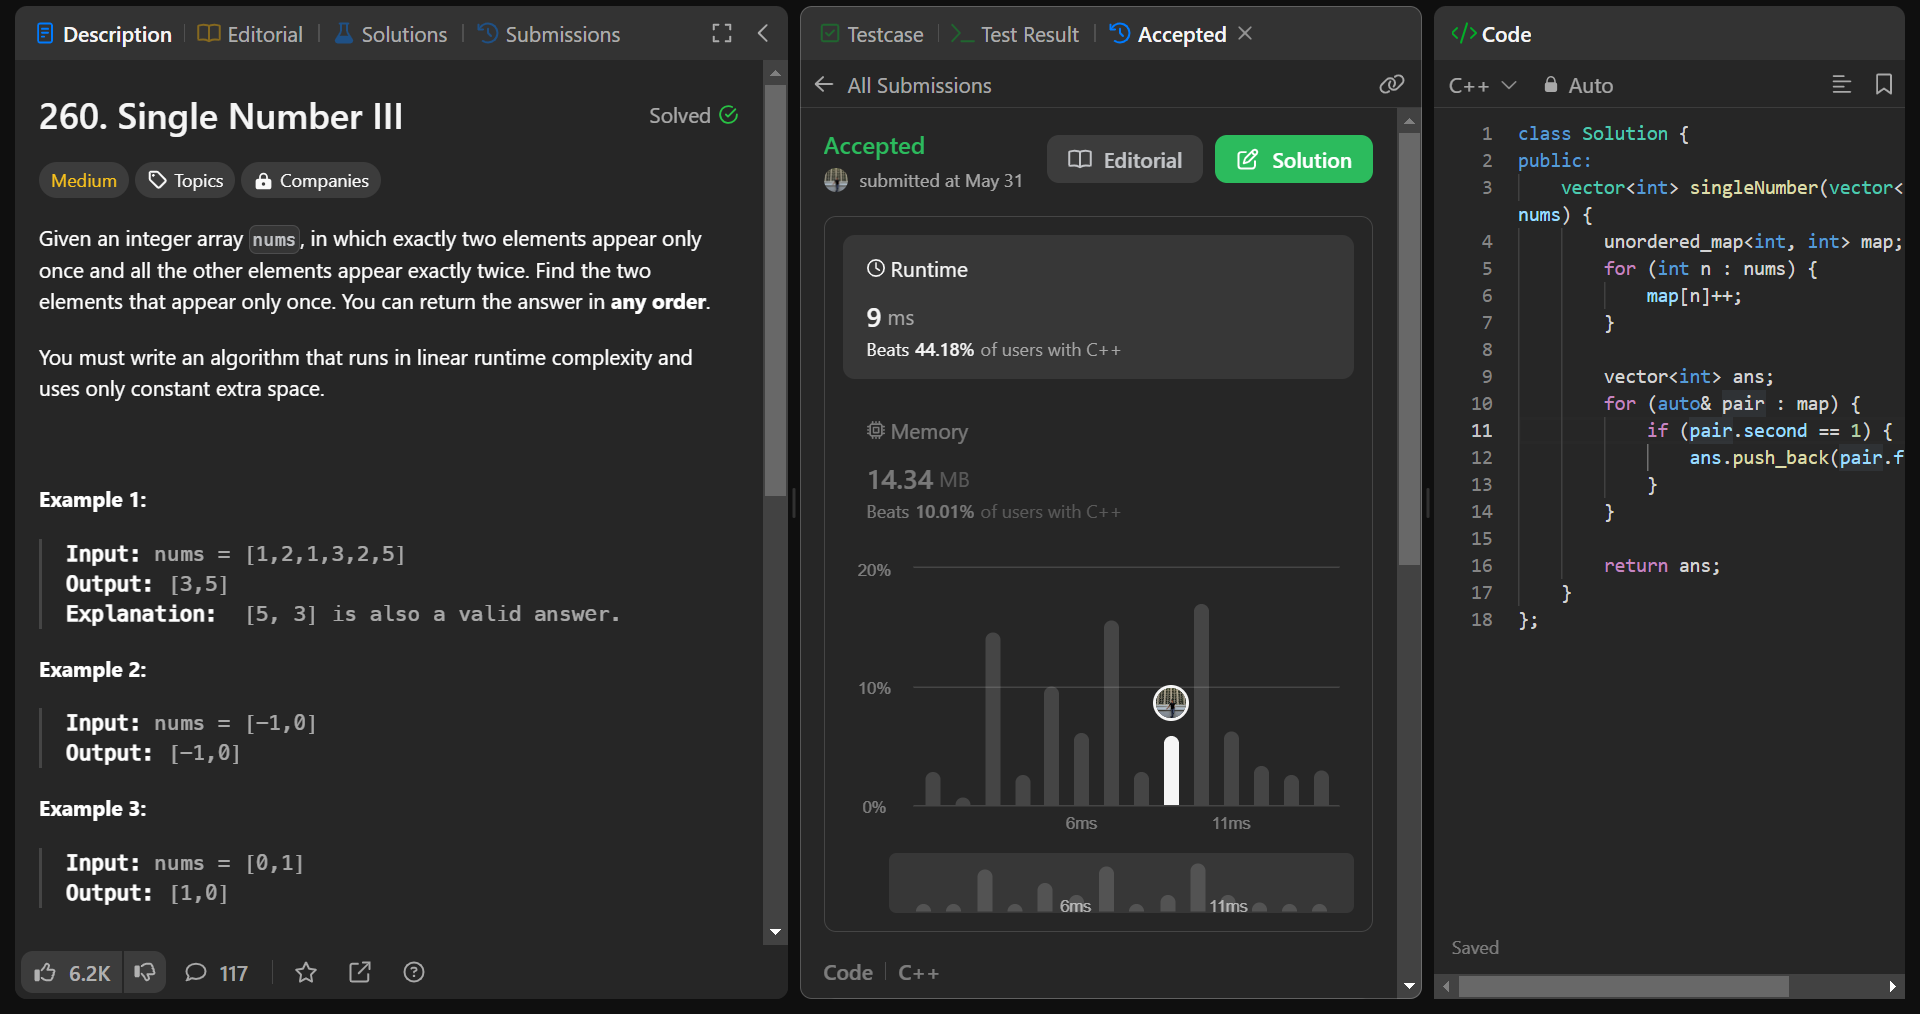 Description
Editorial
Solutions
Submissions
260. Single Number III
Solved
Medium
Topics
Companies
Given an integer array nums, in which exactly two elements appear only
once and all the other elements appear exactly twice. Find the two
elements that appear only once. You can return the answer in any order.
You must write an algorithm that runs in linear runtime complexity and
uses only constant extra space.
Example 1:
Input: nums = [1,2,1,3,2,5]
Output: [3,5]
Explanation: [5, 3] is also a valid answer.
Example 2:
Input: nums = [-1,0]
Output: [-1,0]
Example 3:
Input: nums = [0,1]
Output: [1,0]
6.2K
117
Testcase
Test Result
Accepted
All Submissions
Accepted
submitted at May 31
Editorial
Solution
Runtime
9 ms
Beats 44.18% of users with C++
Memory
14.34 MB
Beats 10.01% of users with C++
20%
10%
0%
6ms
11ms
6ms
11ms
Code
C++
</> Code
C++
Auto
1 class Solution {
2 public:
3 vector<int> singleNumber(vector<
nums) {
4 unordered_map<int, int> map;
5 for (int n : nums) {
6 map[n]++;
7 }
8
9 vector<int> ans;
10 for (auto& pair : map) {
11 if (pair.second == 1) {
12 ans.push_back(pair.f
13 }
14 }
15
16 return ans;
17 }
18 };
Saved